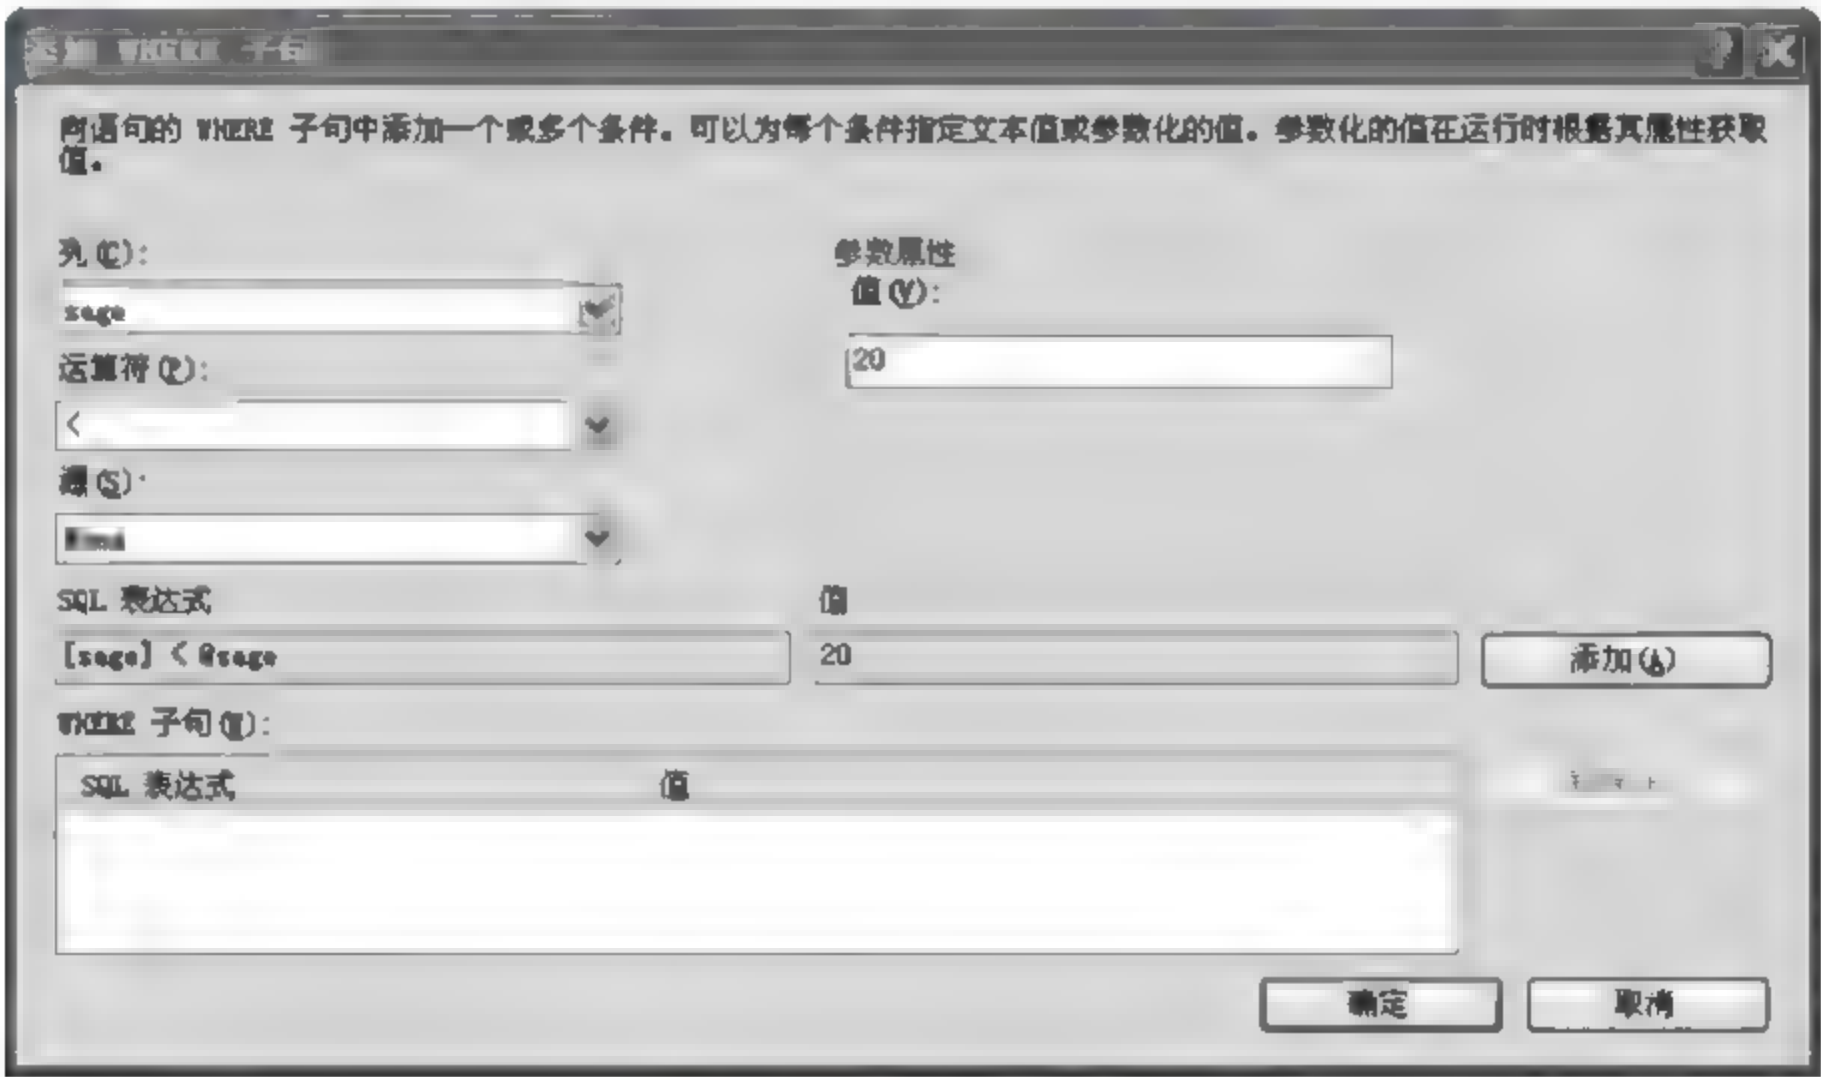 添加 WHERE 子句
向语句的 WHERE 子句中添加一个或多个条件。可以为每个条件指定文本值或参数化的值。参数化的值在运行时根据其属性获取
值。
列(C):
sage
运算符(P):
<
源(S):
参数属性
值(V):
20
SQL 表达式
值
[sage] < @sage
20
添加(A)
WHERE 子句(W):
SQL 表达式
值
确定
取消